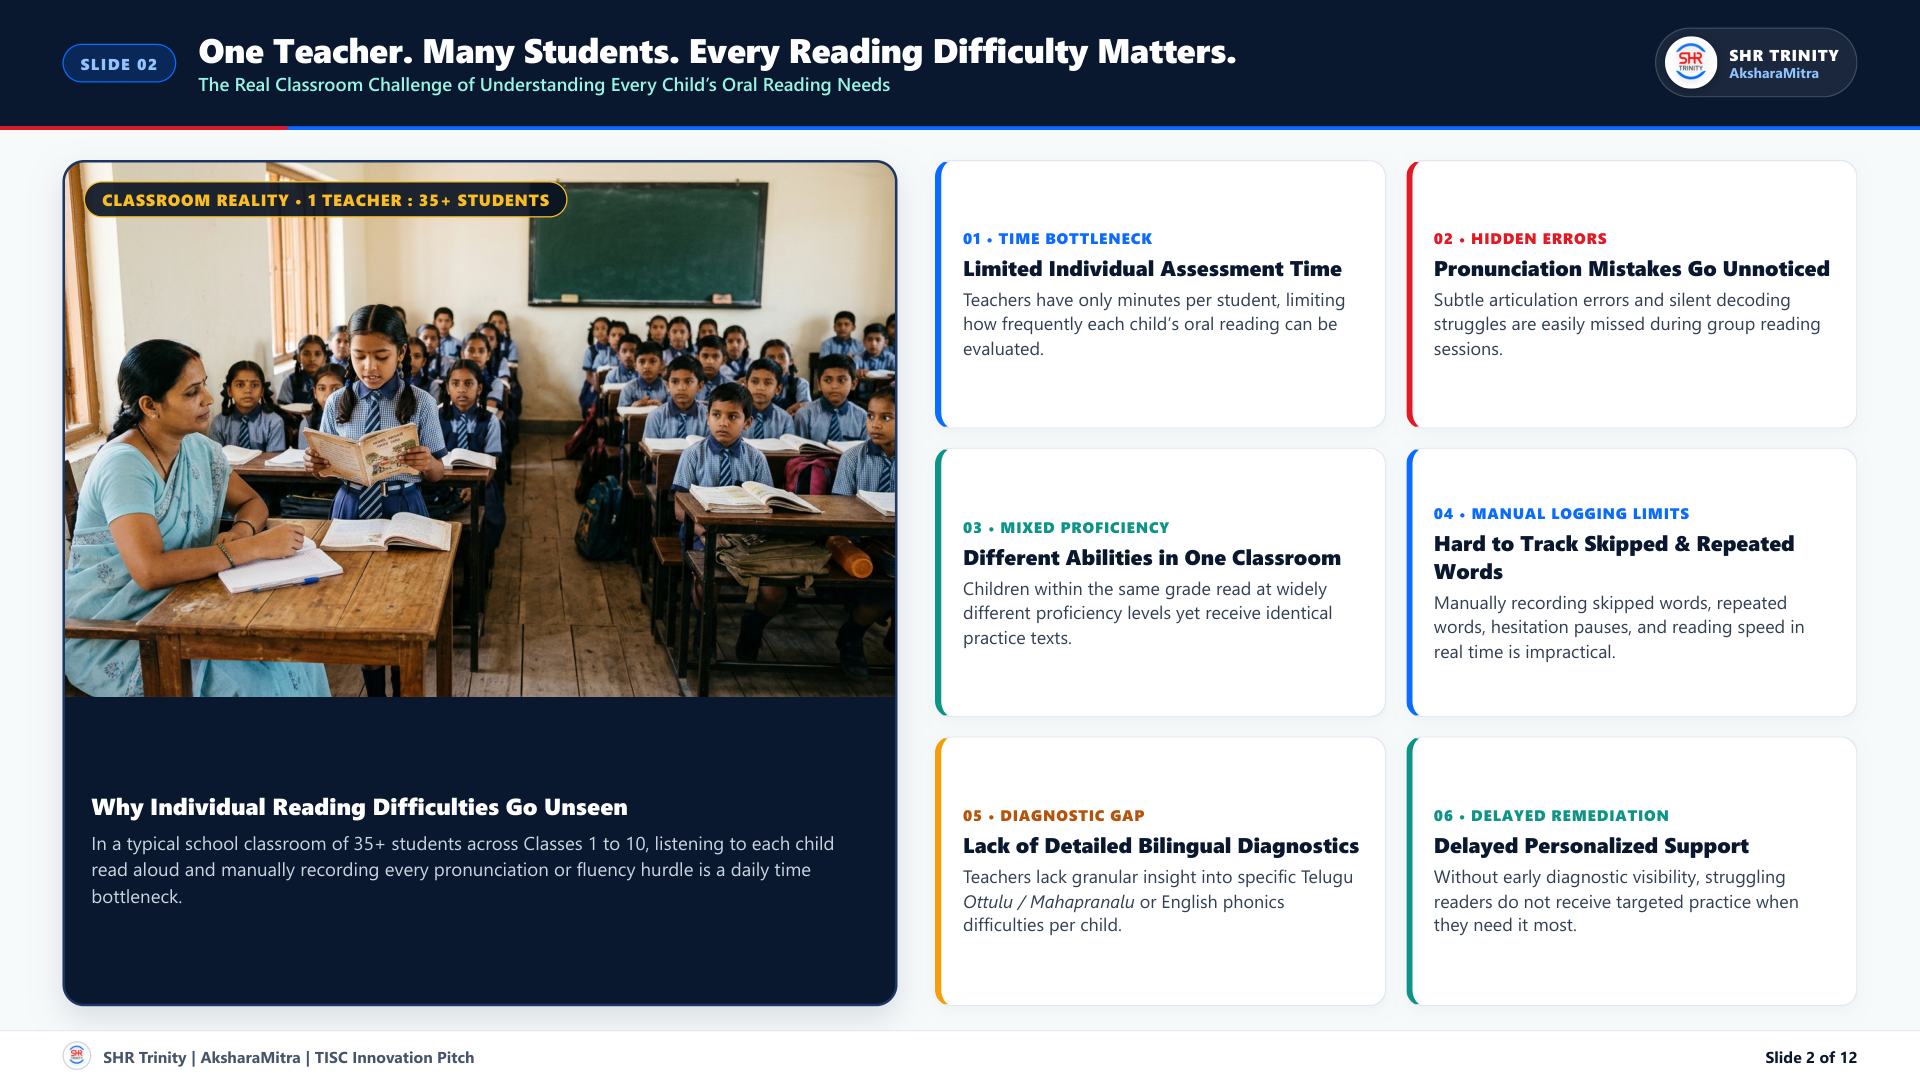 SLIDE 02
One Teacher. Many Students. Every Reading Difficulty Matters.
The Real Classroom Challenge of Understanding Every Child’s Oral Reading Needs
SHR
TRINITY
SHR TRINITY
AksharaMitra
CLASSROOM REALITY • 1 TEACHER : 35+ STUDENTS
Why Individual Reading Difficulties Go Unseen
In a typical school classroom of 35+ students across Classes 1 to 10, listening to each child
read aloud and manually recording every pronunciation or fluency hurdle is a daily time
bottleneck.
01 • TIME BOTTLENECK
Limited Individual Assessment Time
Teachers have only minutes per student, limiting
how frequently each child’s oral reading can be
evaluated.
02 • HIDDEN ERRORS
Pronunciation Mistakes Go Unnoticed
Subtle articulation errors and silent decoding
struggles are easily missed during group reading
sessions.
03 • MIXED PROFICIENCY
Different Abilities in One Classroom
Children within the same grade read at widely
different proficiency levels yet receive identical
practice texts.
04 • MANUAL LOGGING LIMITS
Hard to Track Skipped & Repeated
Words
Manually recording skipped words, repeated
words, hesitation pauses, and reading speed in
real time is impractical.
05 • DIAGNOSTIC GAP
Lack of Detailed Bilingual Diagnostics
Teachers lack granular insight into specific Telugu
Ottulu / Mahapranalu or English phonics
difficulties per child.
06 • DELAYED REMEDIATION
Delayed Personalized Support
Without early diagnostic visibility, struggling
readers do not receive targeted practice when
they need it most.
SHR
TRINITY
SHR Trinity | AksharaMitra | TISC Innovation Pitch
Slide 2 of 12